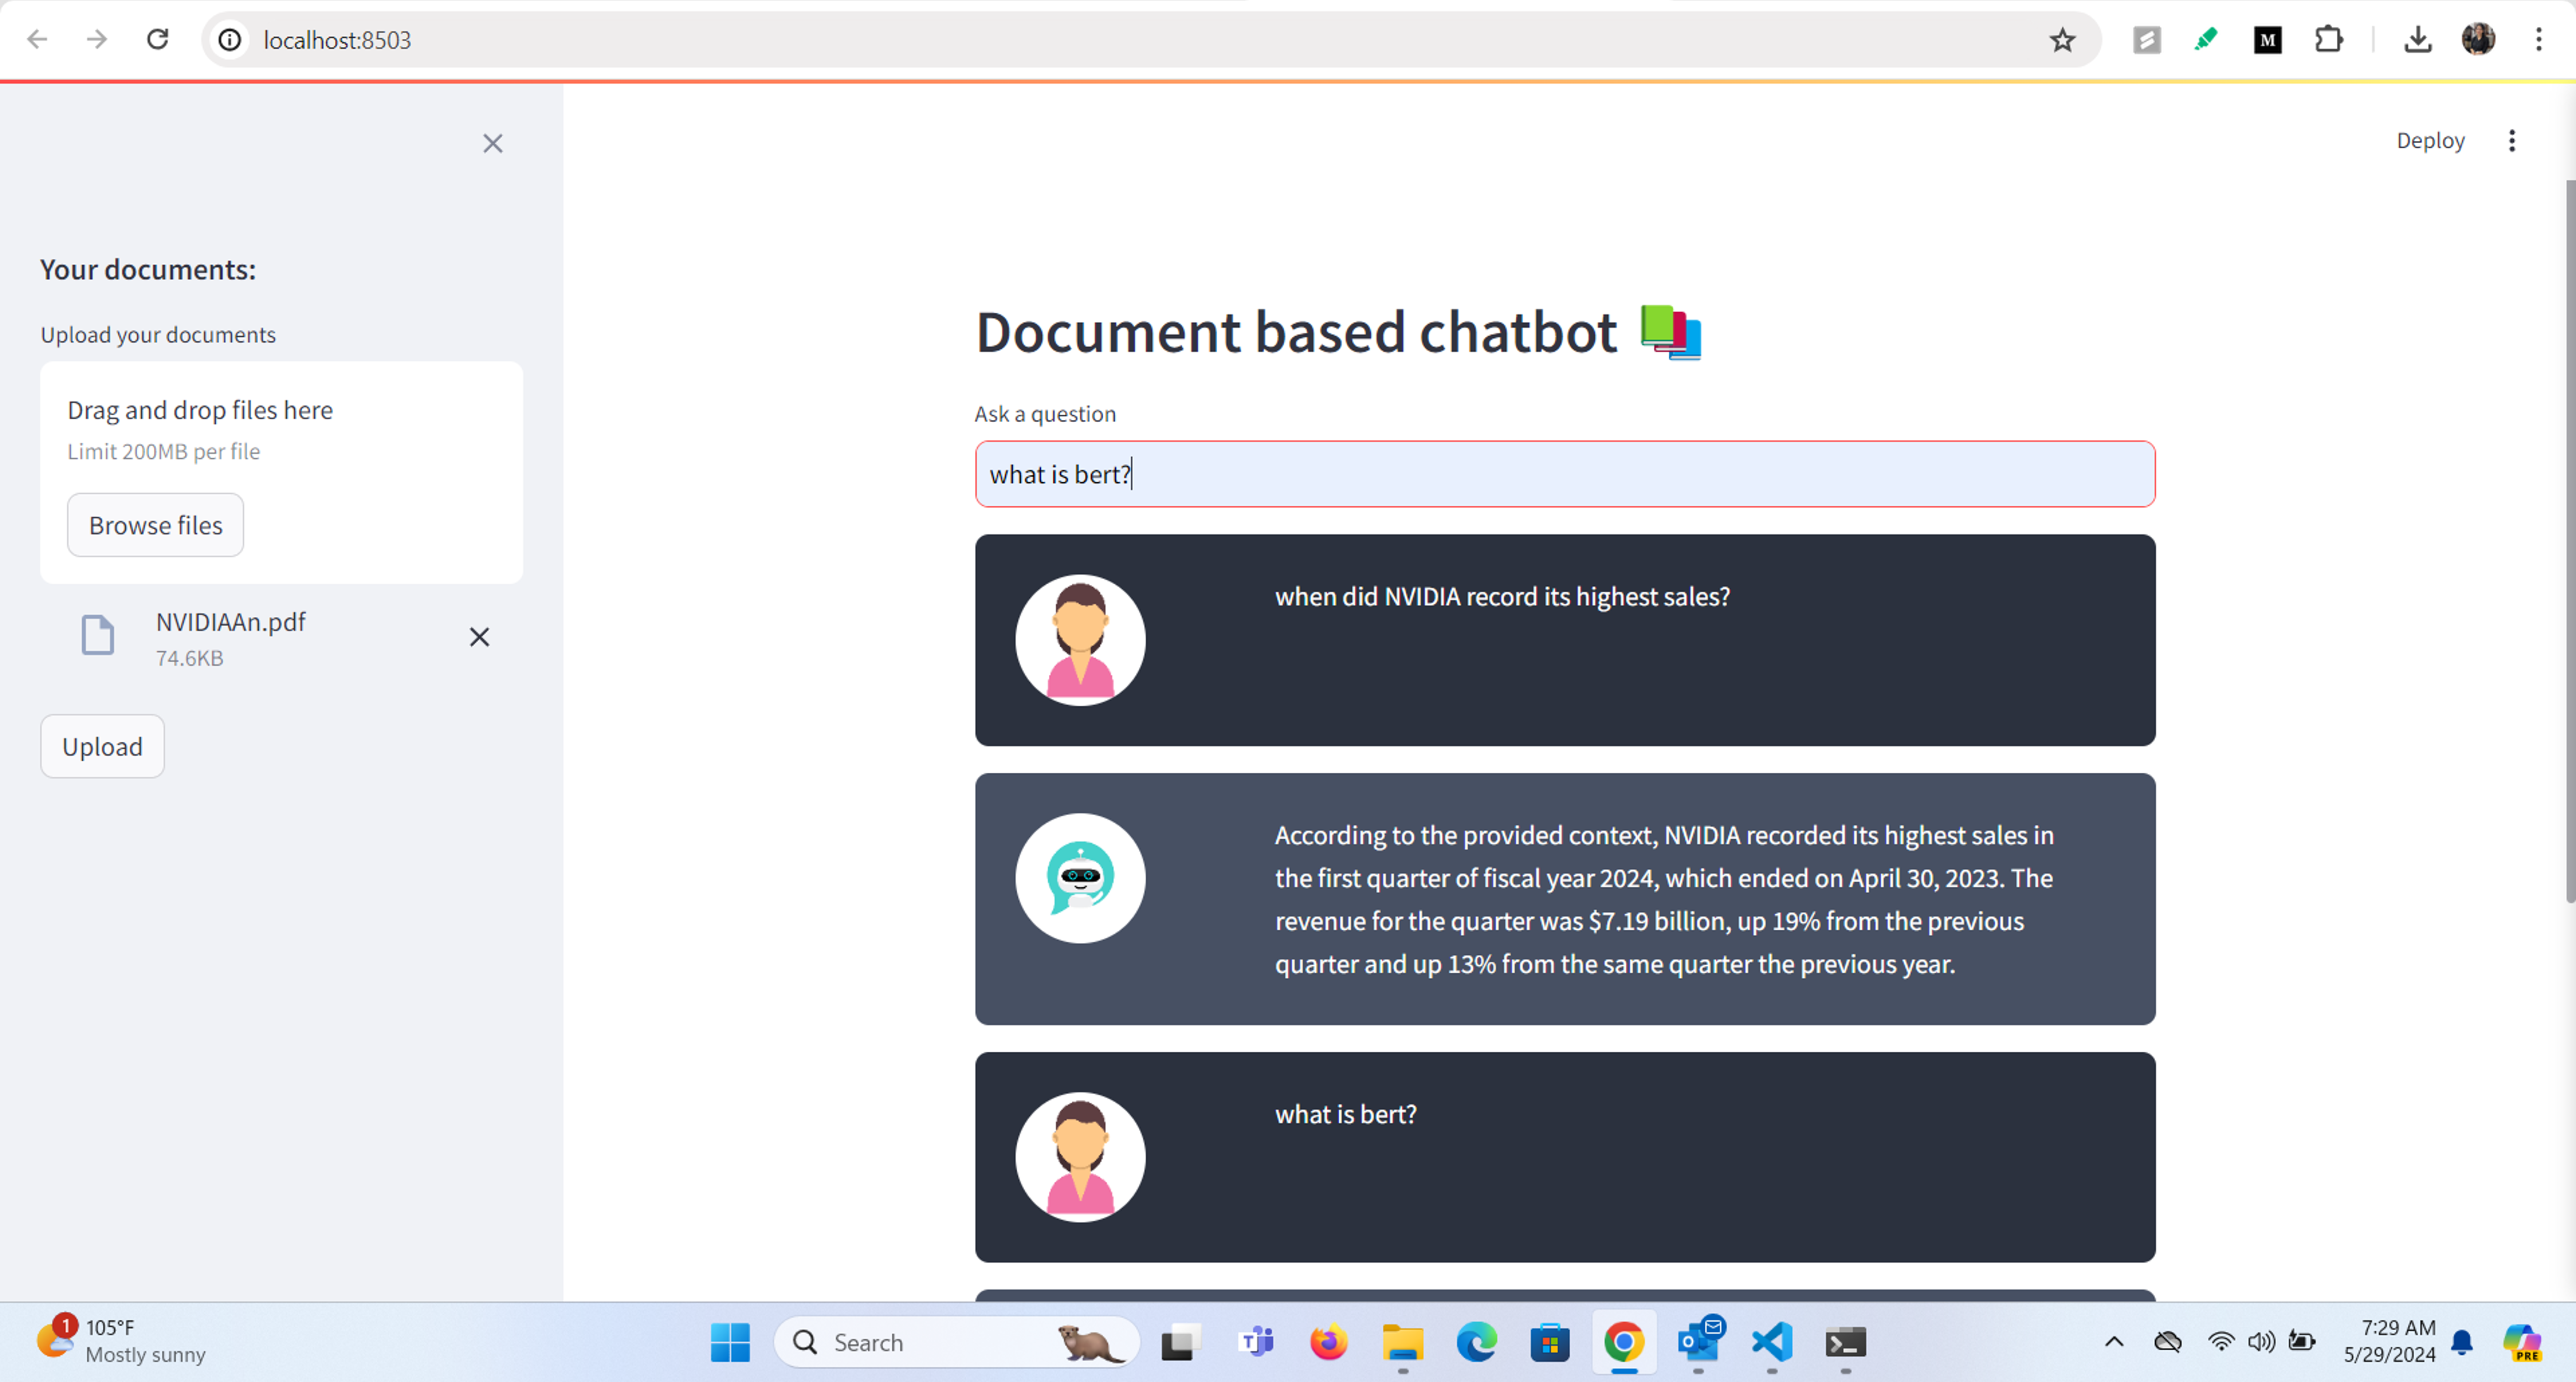 localhost:8503
M
Deploy
Your documents:
Upload your documents
Drag and drop files here
Limit 200MB per file
Browse files
NVIDIAAn.pdf
74.6KB
Upload
Document based chatbot
Ask a question
what is bert?
when did NVIDIA record its highest sales?
According to the provided context, NVIDIA recorded its highest sales in
the first quarter of fiscal year 2024, which ended on April 30, 2023. The
revenue for the quarter was $7.19 billion, up 19% from the previous
quarter and up 13% from the same quarter the previous year.
what is bert?
1
105°F
Mostly sunny
Search
T
O
7:29 AM
5/29/2024
PRE